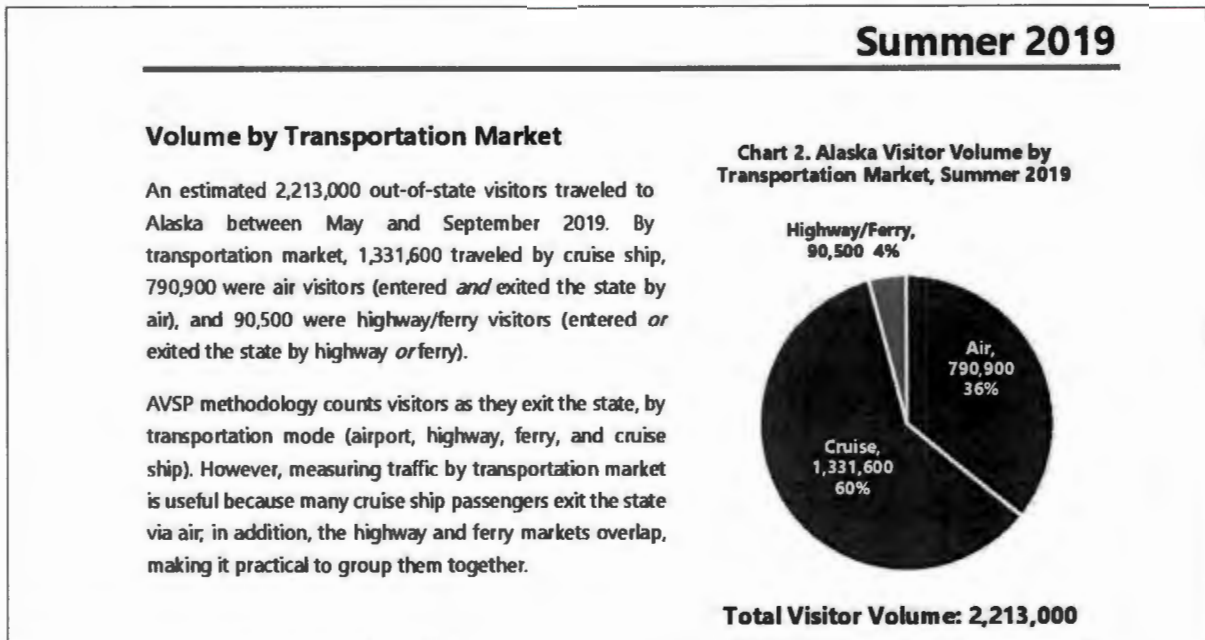 Summer 2019
Volume by Transportation Market
An estimated 2,213,000 out-of-state visitors traveled to
Alaska between May and September 2019. By
transportation market, 1,331,600 traveled by cruise ship,
790,900 were air visitors (entered and exited the state by
air), and 90,500 were highway/ferry visitors (entered or
exited the state by highway or ferry).
AVSP methodology counts visitors as they exit the state, by
transportation mode (airport, highway, ferry, and cruise
ship). However, measuring traffic by transportation market
is useful because many cruise ship passengers exit the state
via air, in addition, the highway and ferry markets overlap,
making it practical to group them together.
Chart 2. Alaska Visitor Volume by
Transportation Market, Summer 2019
Highway/Ferry,
90,500 4%
Air,
790,900
36%
Cruise,
1,331,600
60%
Total Visitor Volume: 2,213,000